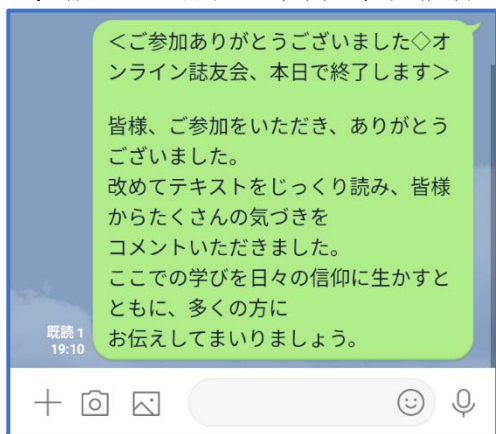 ＜ご参加ありがとうございました◇オ
ンライン誌友会、本日で終了します＞
皆様、ご参加をいただき、ありがとう
ございました。
改めてテキストをじっくり読み、皆様
からたくさんの気づきを
コメントいただきました。
ここでの学びを日々の信仰に生かすと
ともに、多くの方に
お伝えしてまいりましょう。
既読 1
19:10